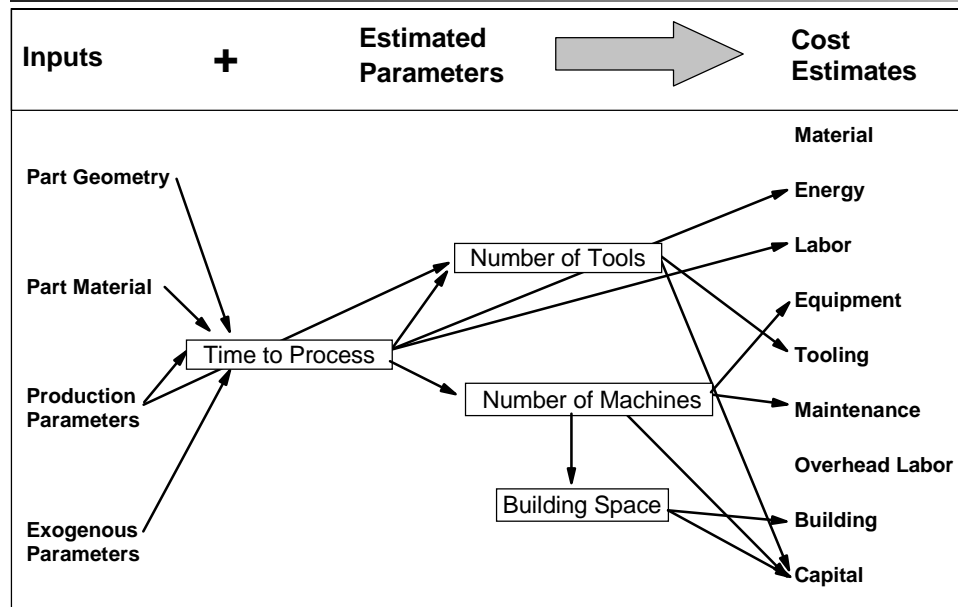 Inputs
+
Estimated
Parameters
Cost
Estimates
Part Geometry
Part Material
Production
Parameters
Exogenous
Parameters
Time to Process
Number of Tools
Number of Machines
Building Space
Material
Energy
Labor
Equipment
Tooling
Maintenance
Overhead Labor
Building
Capital